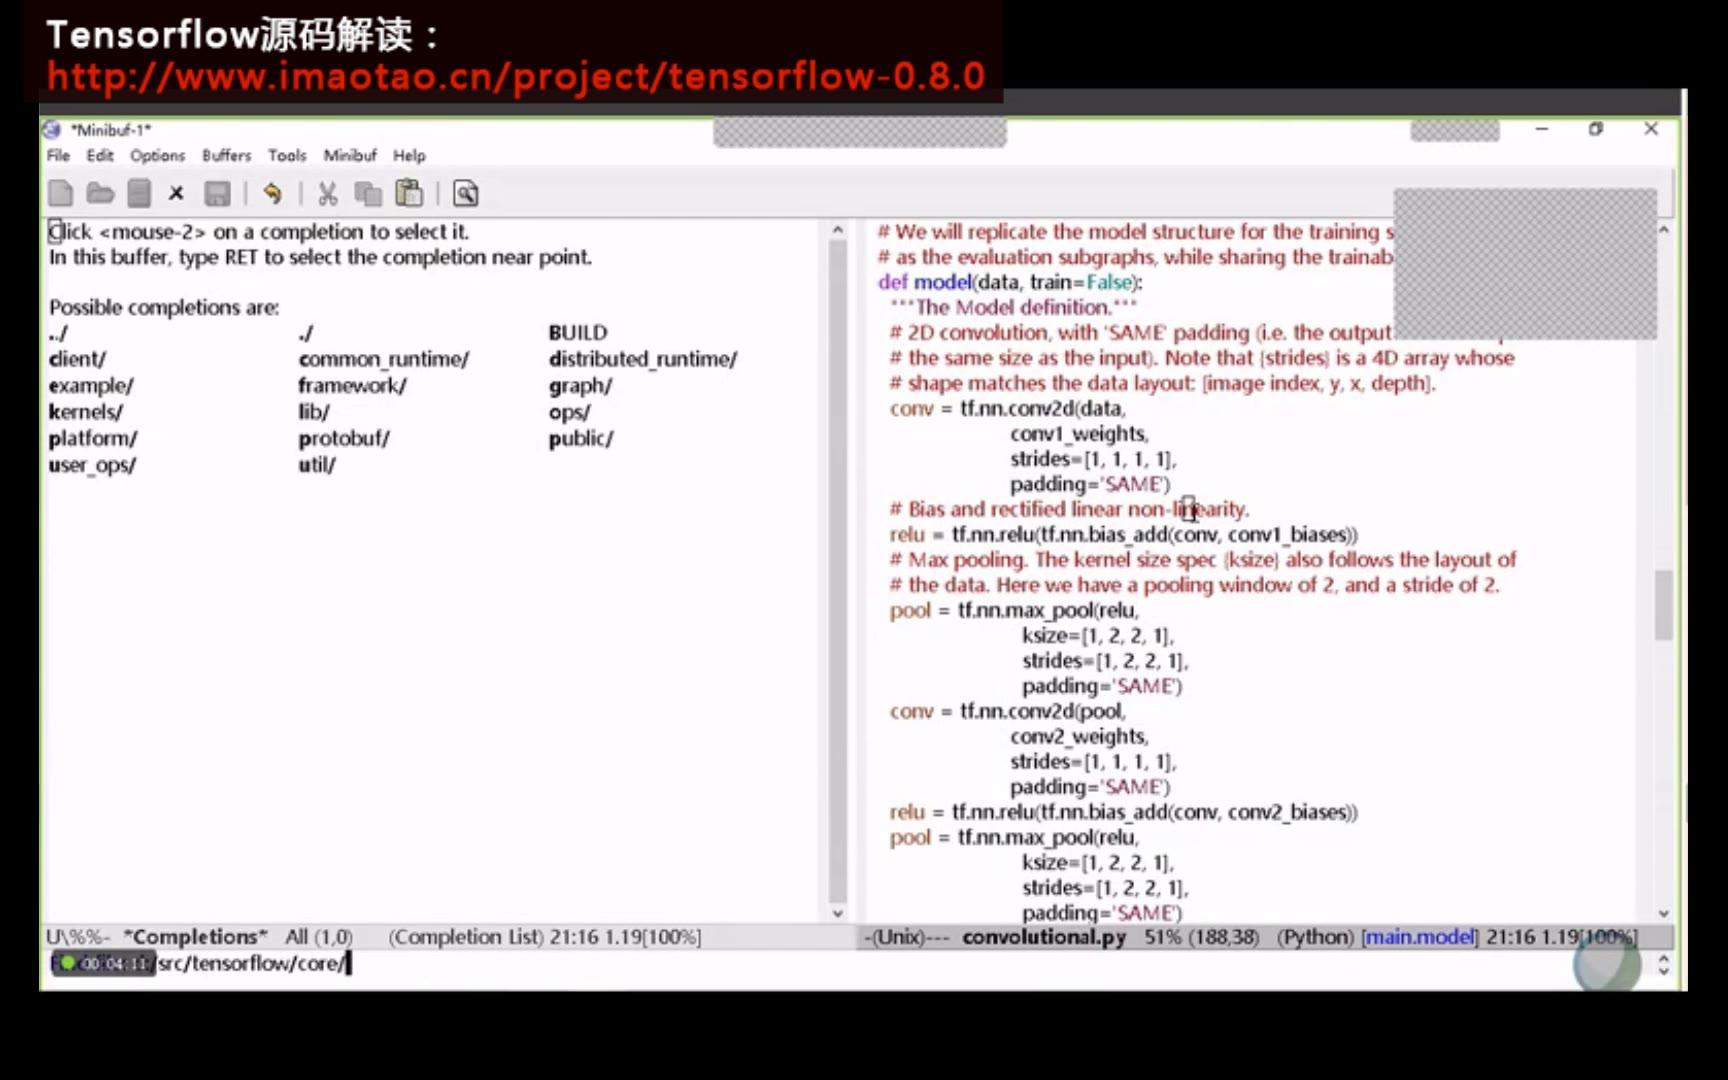 Tensorflow源码解读：
http://www.imaotao.cn/project/tensorflow-0.8.0
*Minibuf-1*
File Edit Options Buffers Tools Minibuf Help
Click <mouse-2> on a completion to select it.
In this buffer, type RET to select the completion near point.
Possible completions are:
../ ./ BUILD
client/ common_runtime/ distributed_runtime/
example/ framework/ graph/
kernels/ lib/ ops/
platform/ protobuf/ public/
user_ops/ util/
U\%%- *Completions* All (1,0) (Completion List) 21:16 1.19[100%]
00:04:11 /src/tensorflow/core/
# We will replicate the model structure for the training s
# as the evaluation subgraphs, while sharing the trainab
def model(data, train=False):
"""The Model definition."""
# 2D convolution, with 'SAME' padding (i.e. the output
# the same size as the input). Note that {strides} is a 4D array whose
# shape matches the data layout: [image index, y, x, depth].
conv = tf.nn.conv2d(data,
conv1_weights,
strides=[1, 1, 1, 1],
padding='SAME')
# Bias and rectified linear non-linearity.
relu = tf.nn.relu(tf.nn.bias_add(conv, conv1_biases))
# Max pooling. The kernel size spec {ksize} also follows the layout of
# the data. Here we have a pooling window of 2, and a stride of 2.
pool = tf.nn.max_pool(relu,
ksize=[1, 2, 2, 1],
strides=[1, 2, 2, 1],
padding='SAME')
conv = tf.nn.conv2d(pool,
conv2_weights,
strides=[1, 1, 1, 1],
padding='SAME')
relu = tf.nn.relu(tf.nn.bias_add(conv, conv2_biases))
pool = tf.nn.max_pool(relu,
ksize=[1, 2, 2, 1],
strides=[1, 2, 2, 1],
padding='SAME')
-(Unix)--- convolutional.py 51% (188,38) (Python) [main.model] 21:16 1.19[100%]